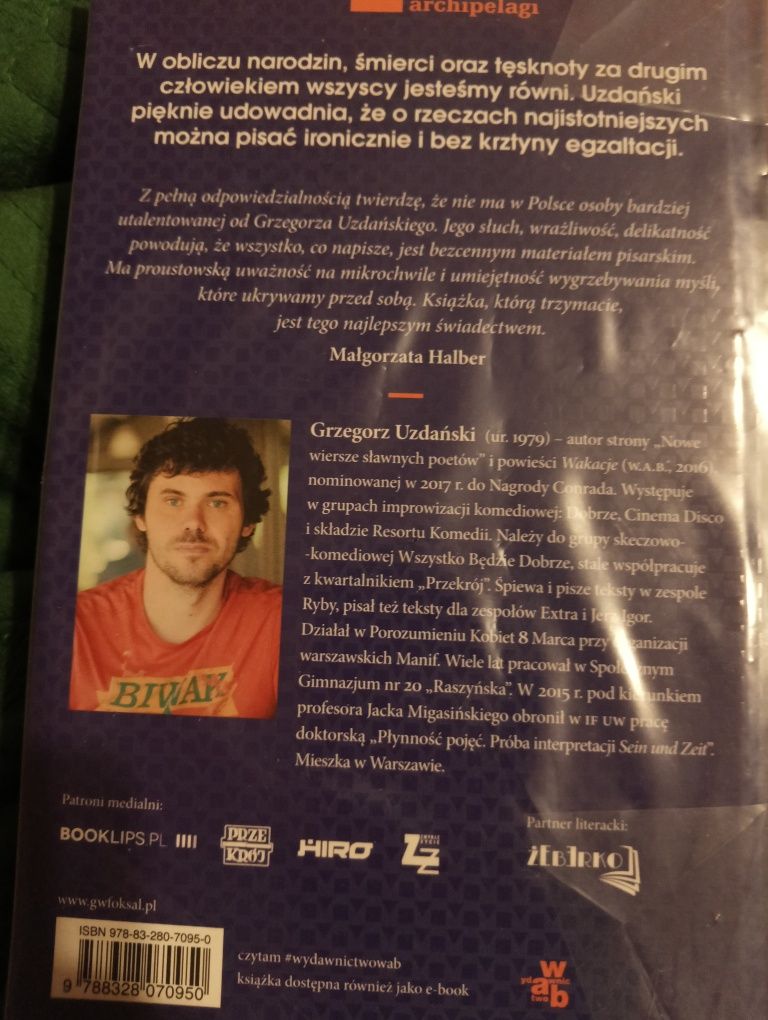 archipelagi
W obliczu narodzin, śmierci oraz tęsknoty za drugim
człowiekiem wszyscy jesteśmy równi. Uzdański
pięknie udowadnia, że o rzeczach najistotniejszych
można pisać ironicznie i bez krztyny egzaltacji.
Z pełną odpowiedzialnością twierdzę, że nie ma w Polsce osoby bardziej
utalentowanej od Grzegorza Uzdańskiego. Jego słuch, wrażliwość, delikatność
powodują, że wszystko, co napisze, jest bezcennym materiałem pisarskim.
Ma proustowską uważność na mikrochwile i umiejętność wygrzebywania myśli,
które ukrywamy przed sobą. Książka, którą trzymacie,
jest tego najlepszym świadectwem.
Małgorzata Halber
Grzegorz Uzdański (ur. 1979) – autor strony „Nowe
wiersze sławnych poetów” i powieści Wakacje (W.A.B., 2016),
nominowanej w 2017 r. do Nagrody Conrada. Występuje
w grupach improwizacji komediowej: Dobrze, Cinema Disco
i składzie Resortu Komedii. Należy do grupy skeczowo-
-komediowej Wszystko Będzie Dobrze, stale współpracuje
z kwartalnikiem „Przekrój”. Śpiewa i pisze teksty w zespole
Ryby, pisał też teksty dla zespołów Extra i Jerz Igor.
Działał w Porozumieniu Kobiet 8 Marca przy organizacji
warszawskich Manif. Wiele lat pracował w Społecznym
Gimnazjum nr 20 „Raszyńska”. W 2015 r. pod kierunkiem
profesora Jacka Migasińskiego obronił w IF UW pracę
doktorską „Płynność pojęć. Próba interpretacji Sein und Zeit”.
Mieszka w Warszawie.
BIWAK
Patroni medialni:
BOOKLIPS.PL
PRZE
KRÓJ
HIRO
Partner literacki:
ŻEBERKO
www.gwfoksal.pl
ISBN 978-83-280-7095-0
9 788328 070950
czytam #wydawnictwowab
książka dostępna również jako e-book
w
ydawnic
a
two b